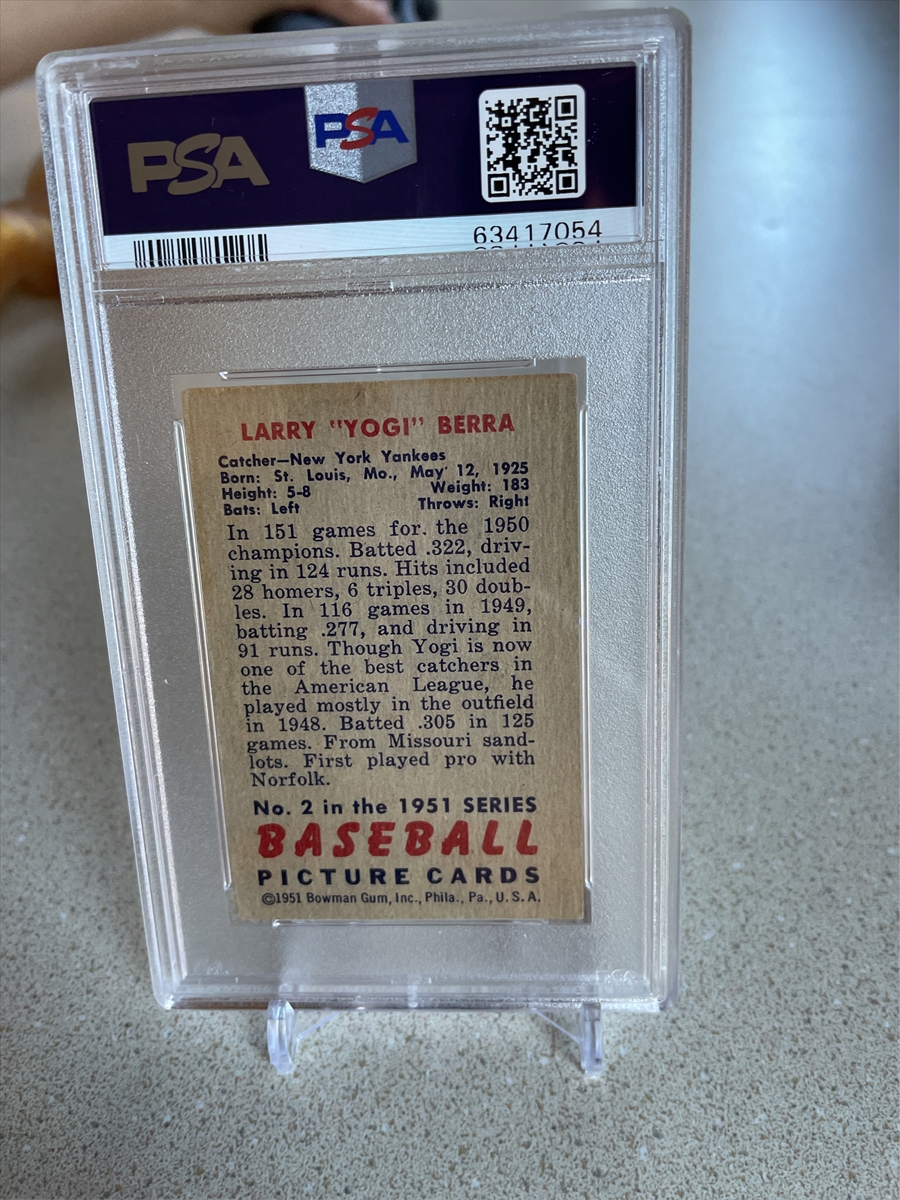 PSA
PSA
63417054
LARRY "YOGI" BERRA
Catcher—New York Yankees
Born: St. Louis, Mo., May 12, 1925
Height: 5-8 Weight: 183
Bats: Left Throws: Right
In 151 games for the 1950
champions. Batted .322, driv-
ing in 124 runs. Hits included
28 homers, 6 triples, 30 doub-
les. In 116 games in 1949,
batting .277, and driving in
91 runs. Though Yogi is now
one of the best catchers in
the American League, he
played mostly in the outfield
in 1948. Batted .305 in 125
games. From Missouri sand-
lots. First played pro with
Norfolk.
No. 2 in the 1951 SERIES
BASEBALL
PICTURE CARDS
©1951 Bowman Gum, Inc., Phila., Pa., U.S.A.